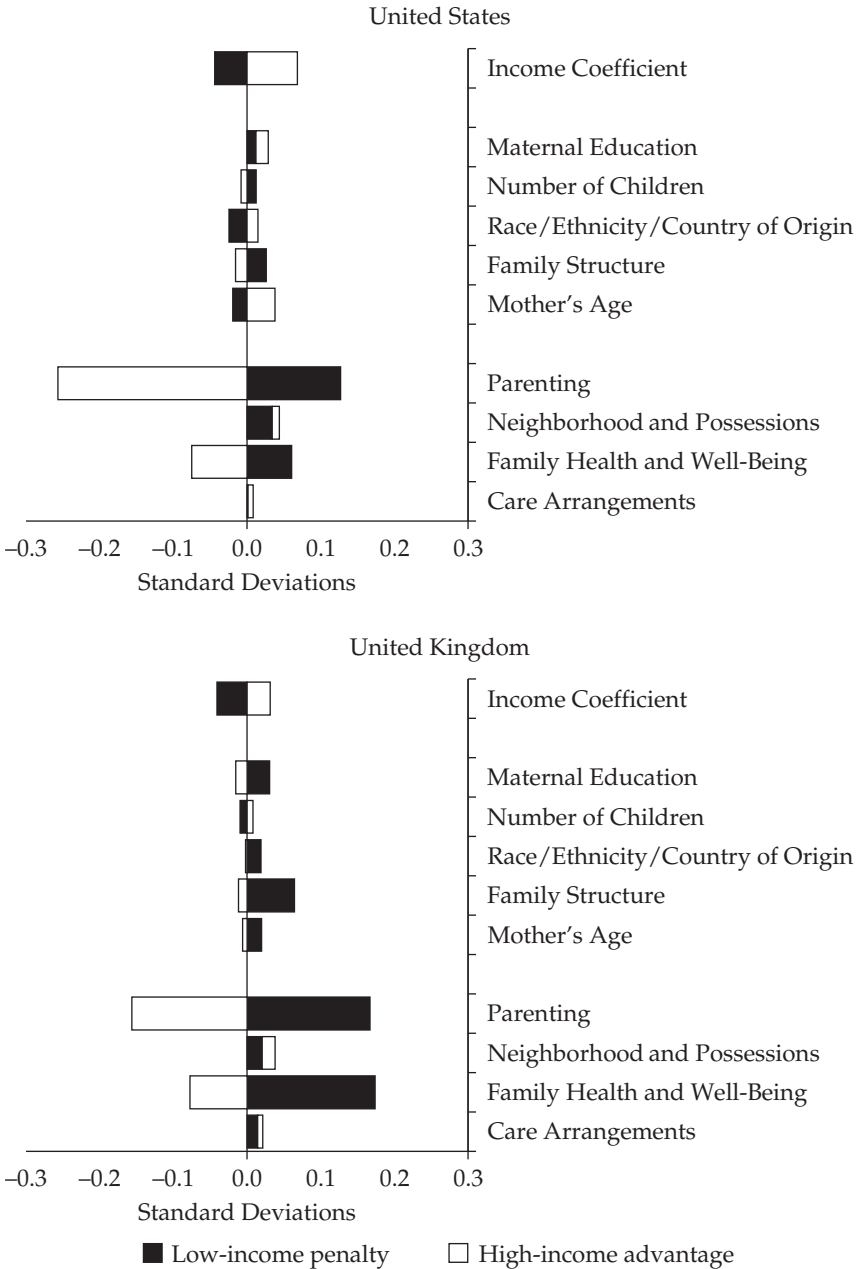 United States
Income Coefficient
Maternal Education
Number of Children
Race/Ethnicity/Country of Origin
Family Structure
Mother's Age
Parenting
Neighborhood and Possessions
Family Health and Well-Being
Care Arrangements
–0.3 –0.2 –0.1 0.0 0.1 0.2 0.3
Standard Deviations
United Kingdom
Income Coefficient
Maternal Education
Number of Children
Race/Ethnicity/Country of Origin
Family Structure
Mother's Age
Parenting
Neighborhood and Possessions
Family Health and Well-Being
Care Arrangements
–0.3 –0.2 –0.1 0.0 0.1 0.2 0.3
Standard Deviations
Low-income penalty High-income advantage